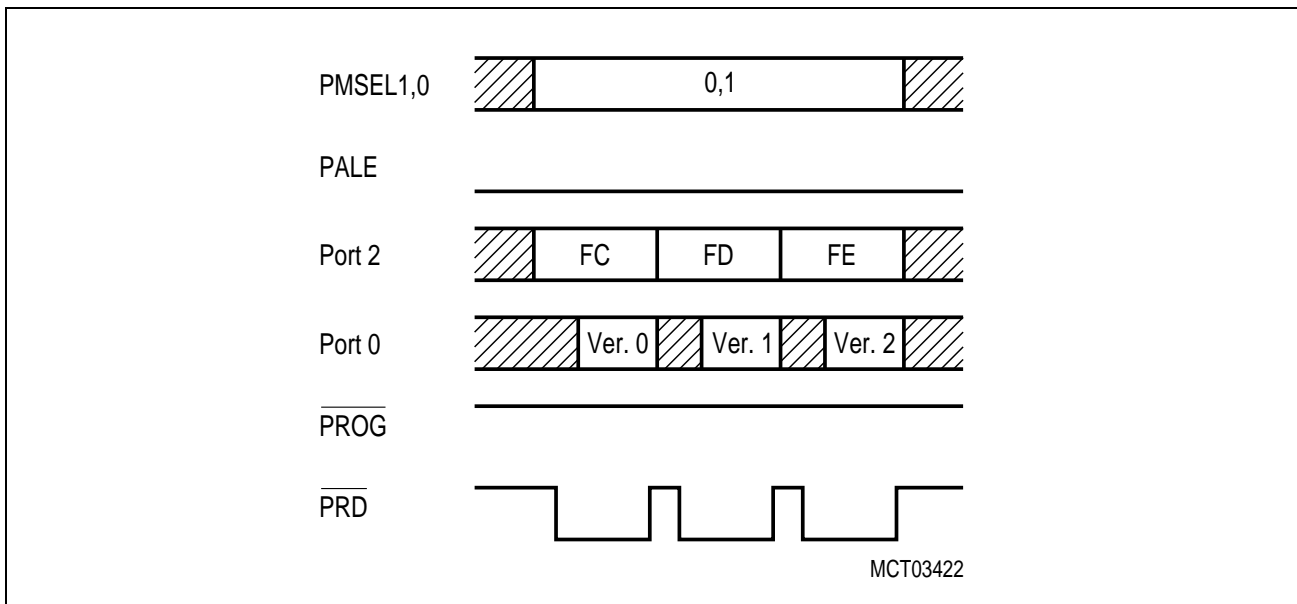 PMSEL1,0 0,1
PALE
Port 2 FC FD FE
Port 0 Ver. 0 Ver. 1 Ver. 2
PROG
PRD
MCT03422